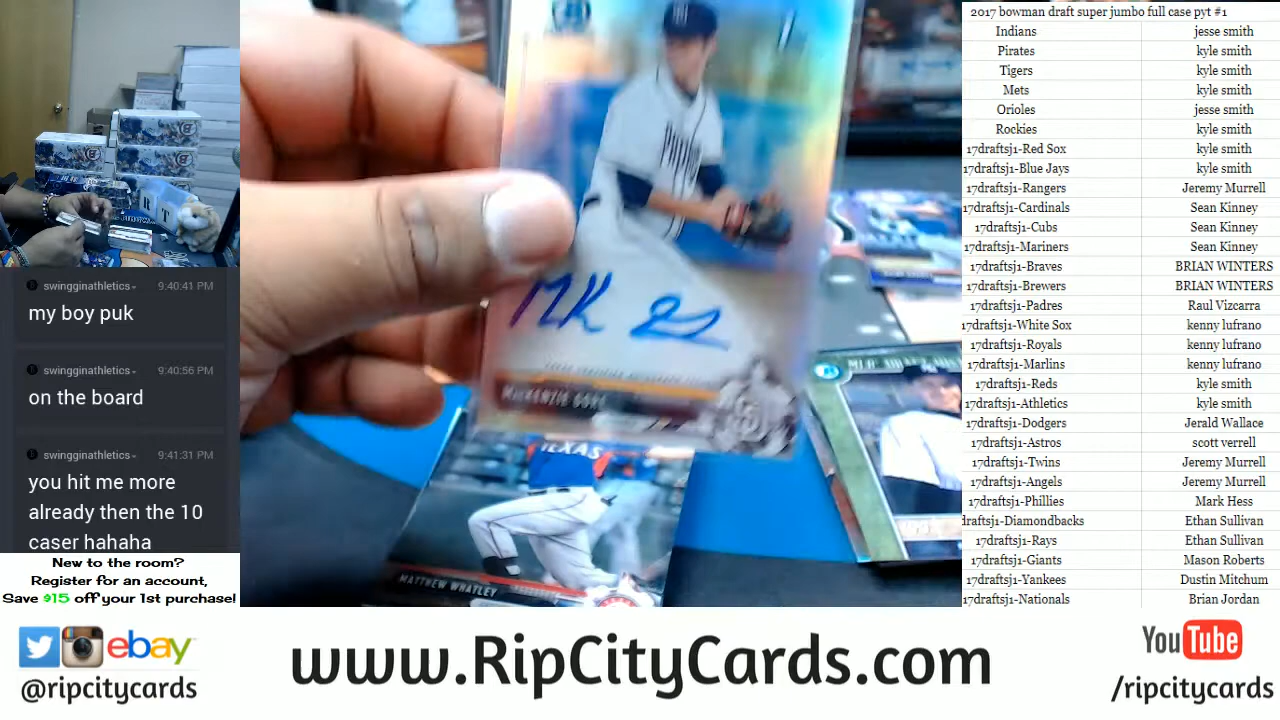 swingginathletics 9:40:41 PM
my boy puk
swingginathletics 9:40:56 PM
on the board
swingginathletics 9:41:31 PM
you hit me more
already then the 10
caser hahaha
New to the room?
Register for an account,
Save $15 off your 1st purchase!
R T
MACKENZIE GORE
TEXAS
MATTHEW WHATLEY
2017 bowman draft super jumbo full case pyt #1
Indians jesse smith
Pirates kyle smith
Tigers kyle smith
Mets kyle smith
Orioles jesse smith
Rockies kyle smith
17draftsj1-Red Sox kyle smith
17draftsj1-Blue Jays kyle smith
17draftsj1-Rangers Jeremy Murrell
17draftsj1-Cardinals Sean Kinney
17draftsj1-Cubs Sean Kinney
17draftsj1-Mariners Sean Kinney
17draftsj1-Braves BRIAN WINTERS
17draftsj1-Brewers BRIAN WINTERS
17draftsj1-Padres Raul Vizcarra
17draftsj1-White Sox kenny lufrano
17draftsj1-Royals kenny lufrano
17draftsj1-Marlins kenny lufrano
17draftsj1-Reds kyle smith
17draftsj1-Athletics kyle smith
17draftsj1-Dodgers Jerald Wallace
17draftsj1-Astros scott verrell
17draftsj1-Twins Jeremy Murrell
17draftsj1-Angels Jeremy Murrell
17draftsj1-Phillies Mark Hess
draftsj1-Diamondbacks Ethan Sullivan
17draftsj1-Rays Ethan Sullivan
17draftsj1-Giants Mason Roberts
17draftsj1-Yankees Dustin Mitchum
17draftsj1-Nationals Brian Jordan
ebay
@ripcitycards
www.RipCityCards.com
YouTube
/ripcitycards